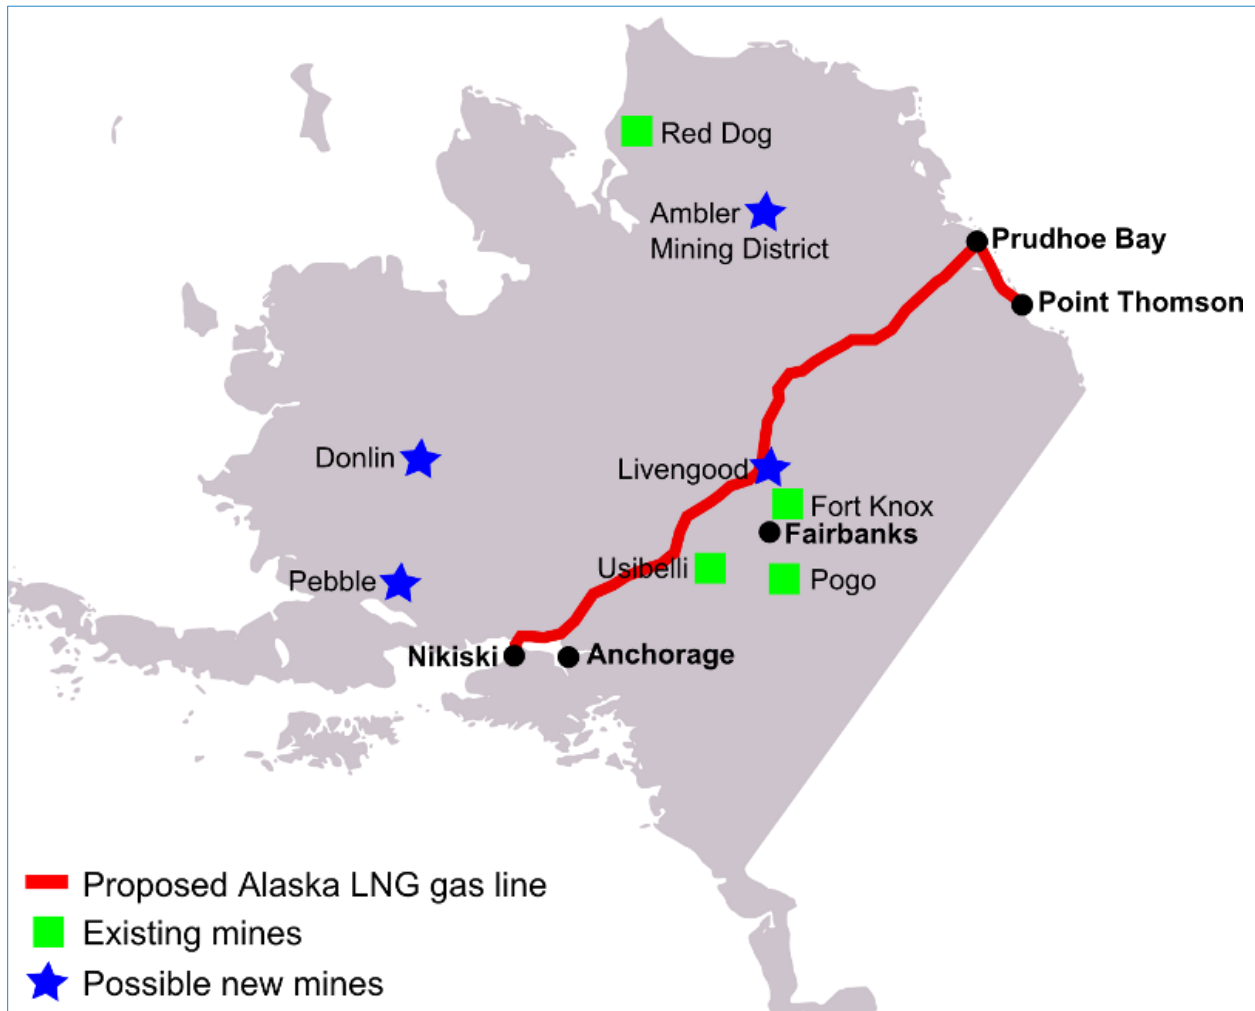 Red Dog
Ambler
Mining District
Prudhoe Bay
Point Thomson
Donlin
Livengood
Fort Knox
Fairbanks
Usibelli
Pogo
Pebble
Nikiski
Anchorage
Proposed Alaska LNG gas line
Existing mines
Possible new mines